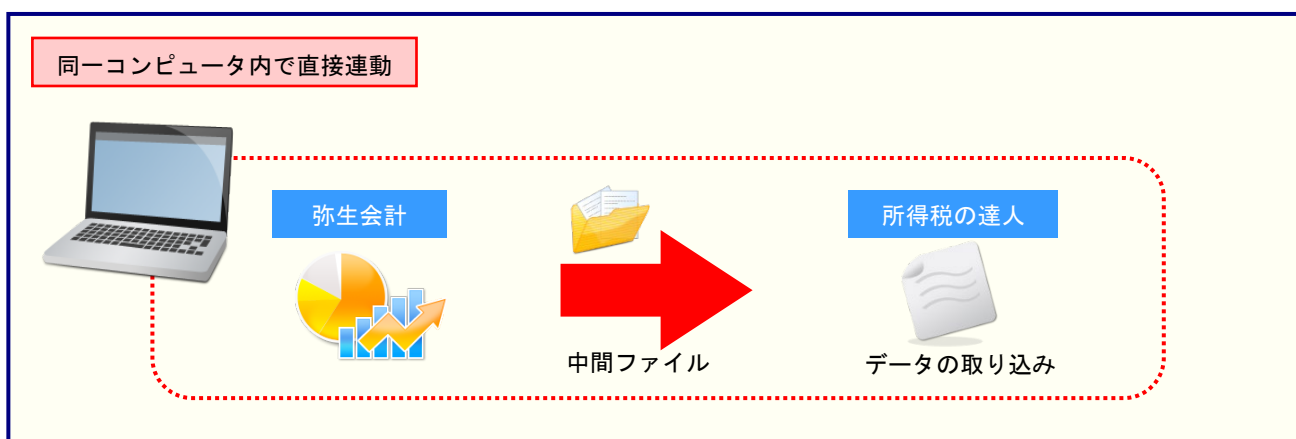 同一コンピュータ内で直接連動
弥生会計
所得税の達人
中間ファイル
データの取り込み